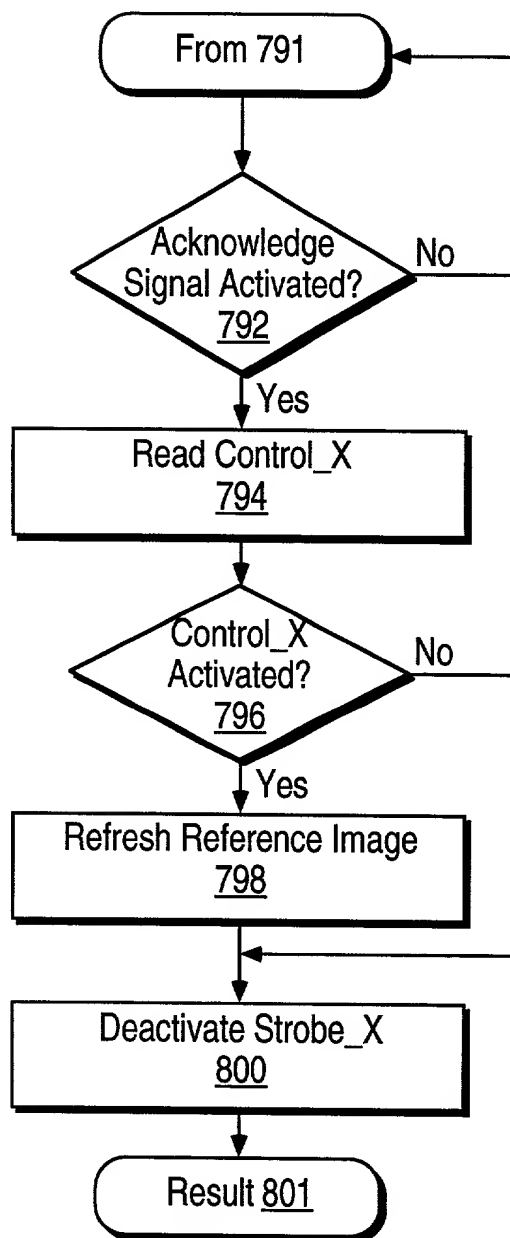 From 791
Acknowledge
Signal Activated?
792
No
Yes
Read Control_X
794
Control_X
Activated?
796
No
Yes
Refresh Reference Image
798
Deactivate Strobe_X
800
Result 801